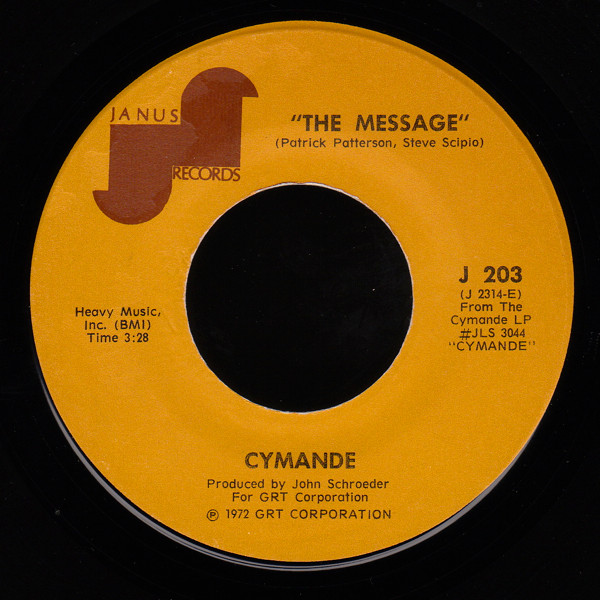 JANUS
RECORDS
"THE MESSAGE"
(Patrick Patterson, Steve Scipio)
Heavy Music,
Inc. (BMI)
Time 3:28
J 203
(J 2314-E)
From The
Cymande LP
#JLS 3044
"CYMANDE"
CYMANDE
Produced by John Schroeder
For GRT Corporation
℗ 1972 GRT CORPORATION